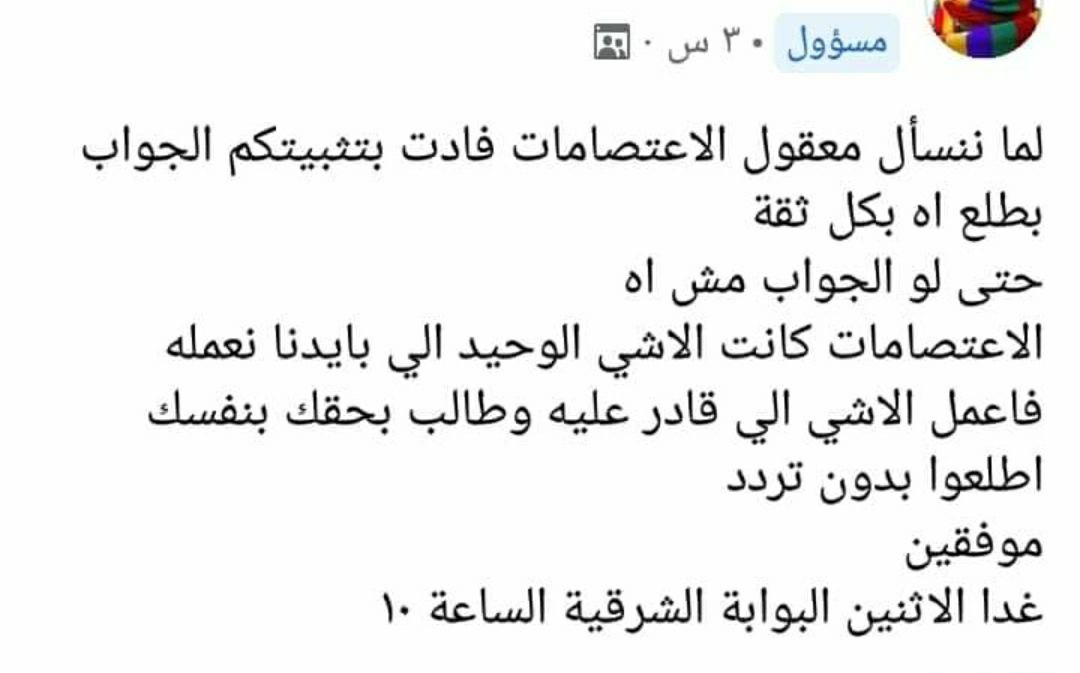 مسؤول • ٣ س ·
لما ننسأل معقول الاعتصامات فادت بتثبيتكم الجواب
بطلع اه بكل ثقة
حتى لو الجواب مش اه
الاعتصامات كانت الاشي الوحيد الي بايدنا نعمله
فاعمل الاشي الي قادر عليه وطالب بحقك بنفسك
اطلعوا بدون تردد
موفقين
غدا الاثنين البوابة الشرقية الساعة ١٠